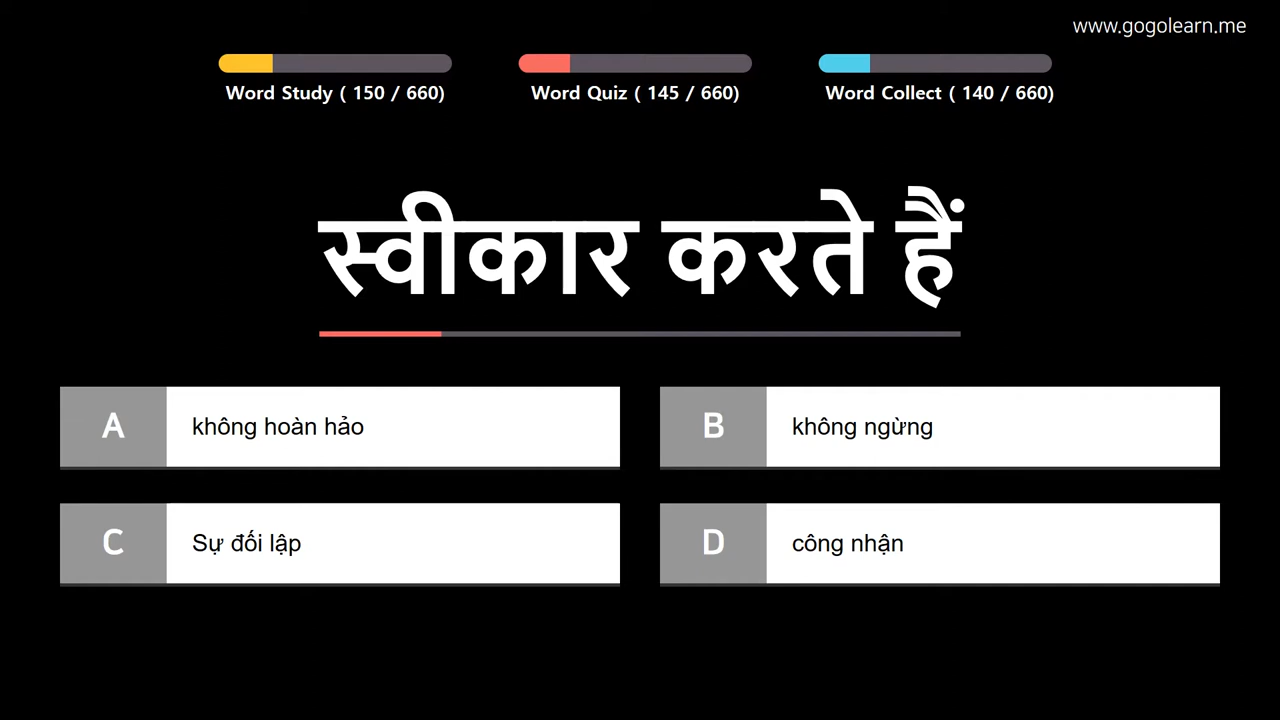 www.gogolearn.me
Word Study ( 150 / 660)
Word Quiz ( 145 / 660)
Word Collect ( 140 / 660)
स्वीकार करते हैं
A không hoàn hảo
B không ngừng
C Sự đối lập
D công nhận